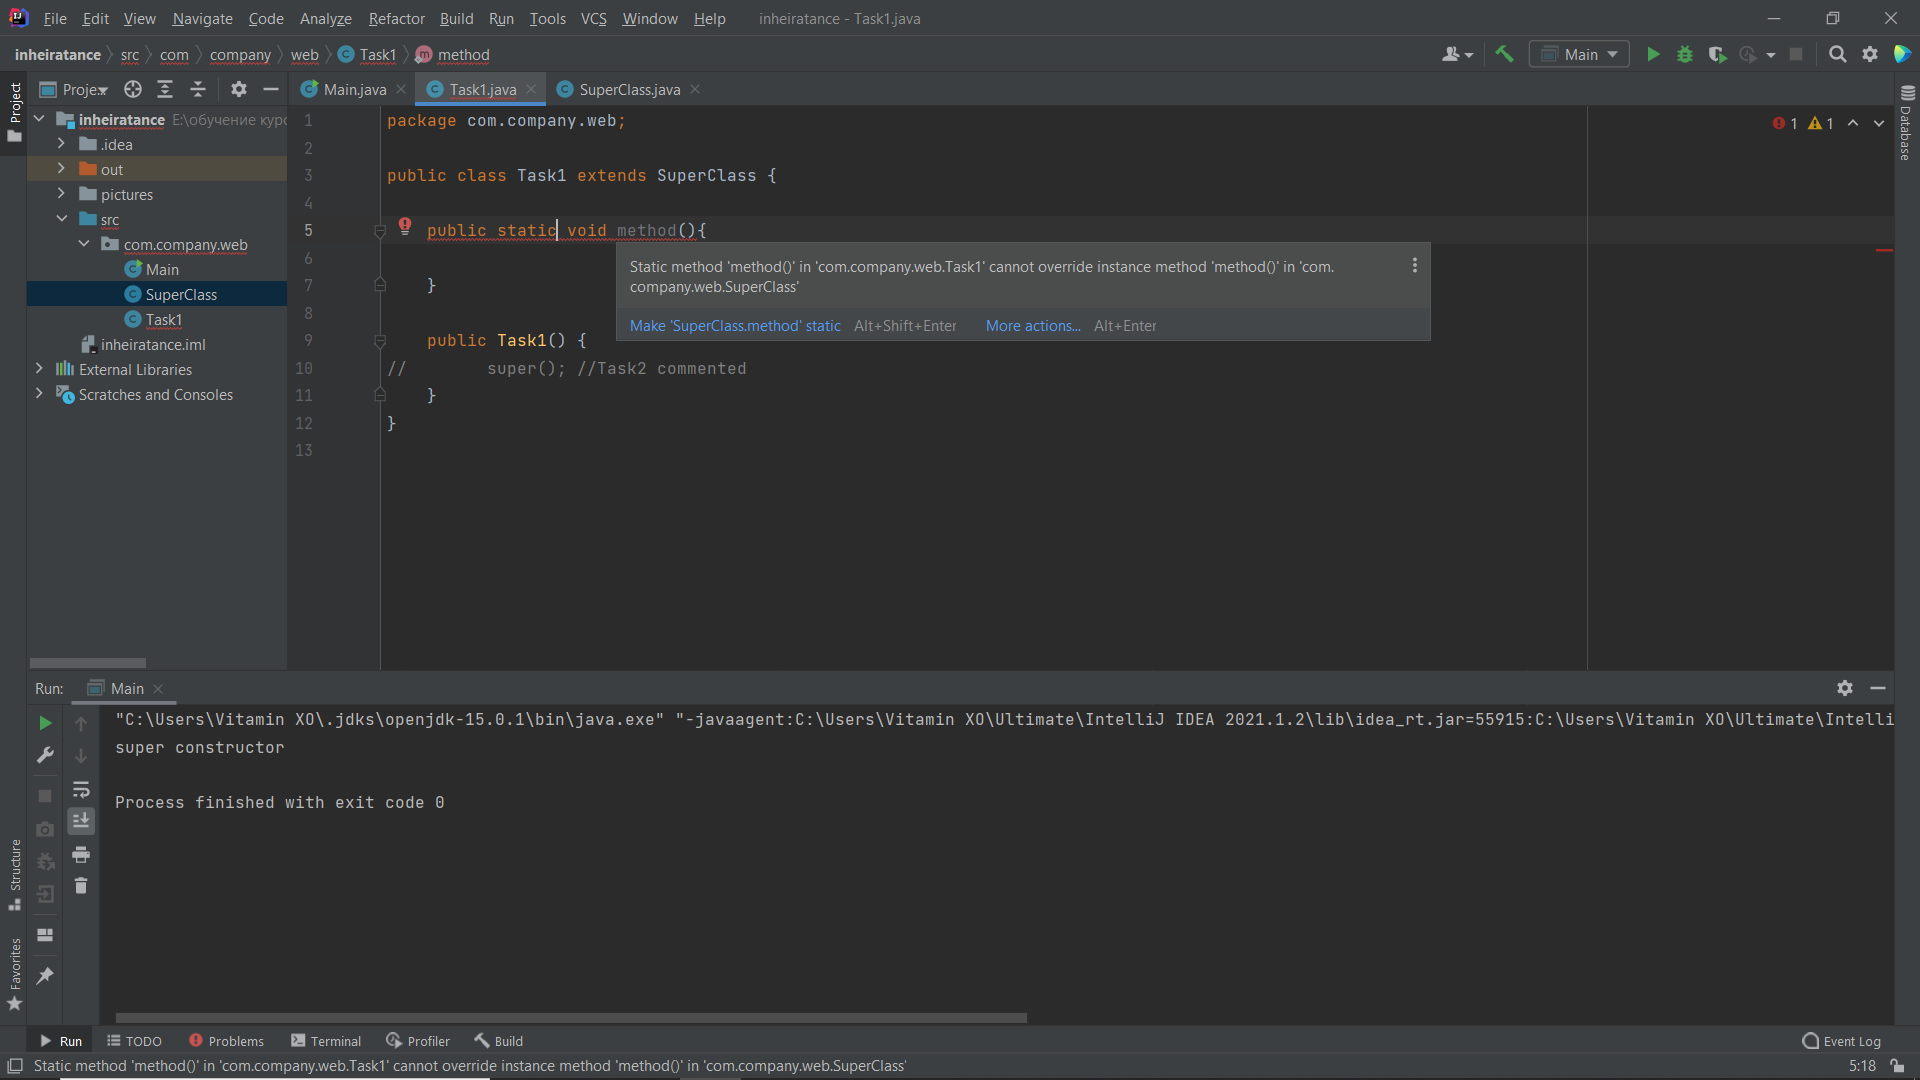 File Edit View Navigate Code Analyze Refactor Build Run Tools VCS Window Help inheiratance - Task1.java
inheiratance src com company web Task1 method Main
Project Proje... Main.java Task1.java SuperClass.java
inheiratance E:\обучение курс
.idea
out
pictures
src
com.company.web
Main
SuperClass
Task1
inheiratance.iml
External Libraries
Scratches and Consoles
1 package com.company.web;
2
3 public class Task1 extends SuperClass {
4
5 public static void method(){
6
7 }
8
9 public Task1() {
10 // super(); //Task2 commented
11 }
12 }
13
1 1
Database
Static method 'method()' in 'com.company.web.Task1' cannot override instance method 'method()' in 'com.
company.web.SuperClass'
Make 'SuperClass.method' static Alt+Shift+Enter More actions... Alt+Enter
Run: Main
"C:\Users\Vitamin XO\.jdks\openjdk-15.0.1\bin\java.exe" "-javaagent:C:\Users\Vitamin XO\Ultimate\IntelliJ IDEA 2021.1.2\lib\idea_rt.jar=55915:C:\Users\Vitamin XO\Ultimate\Intelli
super constructor
Process finished with exit code 0
Structure
Favorites
Run TODO Problems Terminal Profiler Build Event Log
Static method 'method()' in 'com.company.web.Task1' cannot override instance method 'method()' in 'com.company.web.SuperClass' 5:18